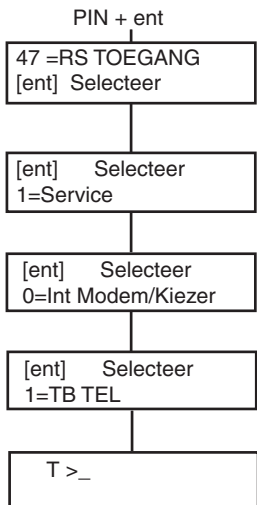 PIN + ent
47 =RS TOEGANG
[ent] Selecteer
[ent] Selecteer
1=Service
[ent] Selecteer
0=Int Modem/Kiezer
[ent] Selecteer
1=TB TEL
T >_